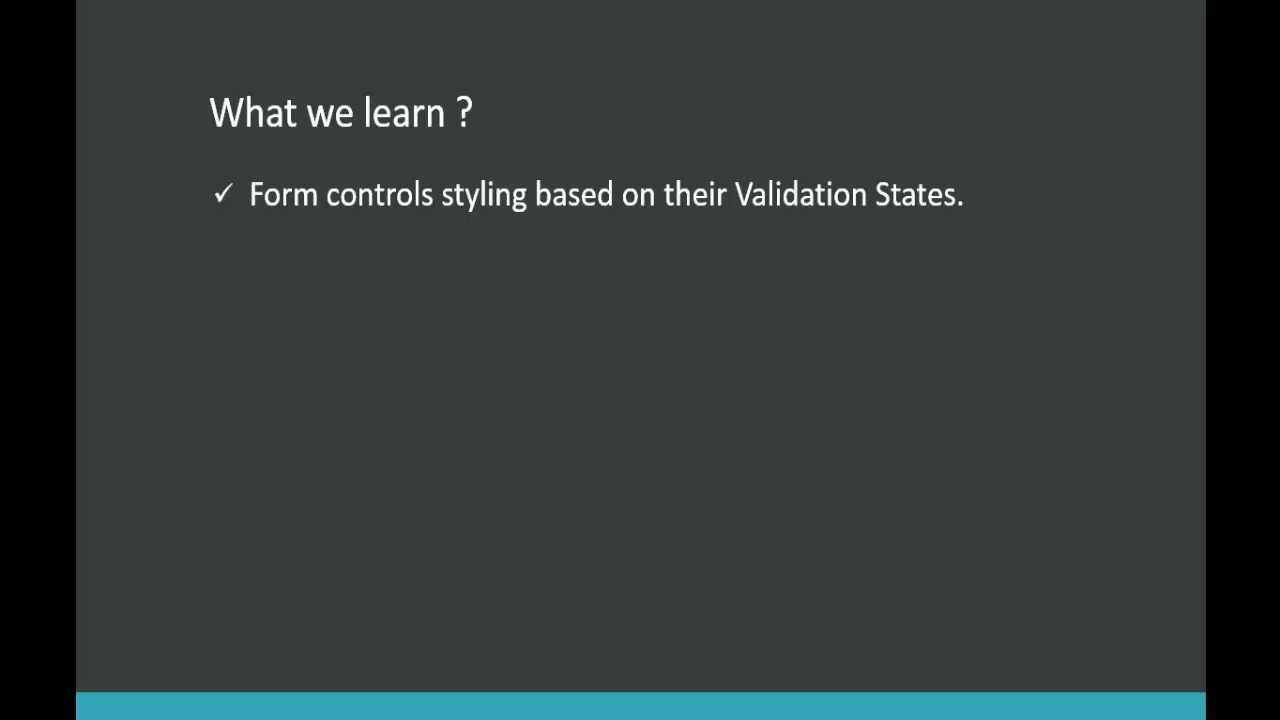 What we learn ?
✓ Form controls styling based on their Validation States.